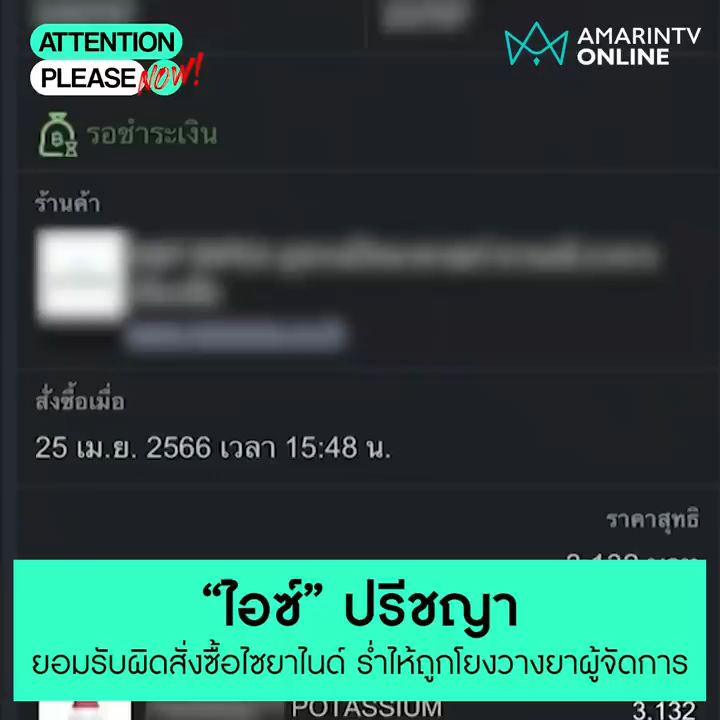 ATTENTION
PLEASE NOW!
AMARINTV
ONLINE
รอชำระเงิน
ร้านค้า
สั่งซื้อเมื่อ
25 เม.ย. 2566 เวลา 15:48 น.
ราคาสุทธิ
“ไอซ์” ปรีชญา
ยอมรับผิดสั่งซื้อไซยาไนด์ ร่ำไห้ถูกโยงวางยาผู้จัดการ
POTASSIUM
3,132